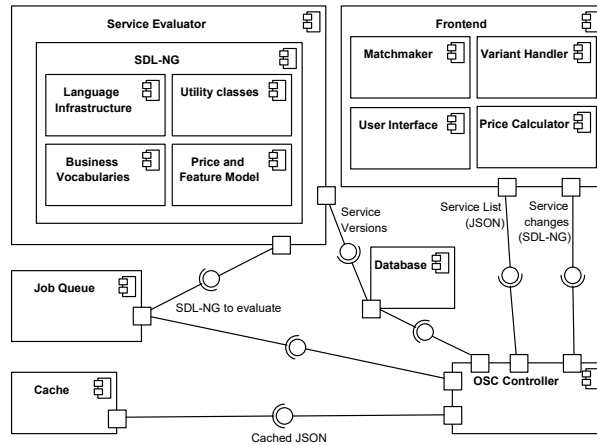 Service Evaluator
SDL-NG
Language
Infrastructure
Utility classes
Business
Vocabularies
Price and
Feature Model
Frontend
Matchmaker
Variant Handler
User Interface
Price Calculator
Service
Versions
Service List
(JSON)
Service
changes
(SDL-NG)
Database
Job Queue
SDL-NG to evaluate
OSC Controller
Cache
Cached JSON